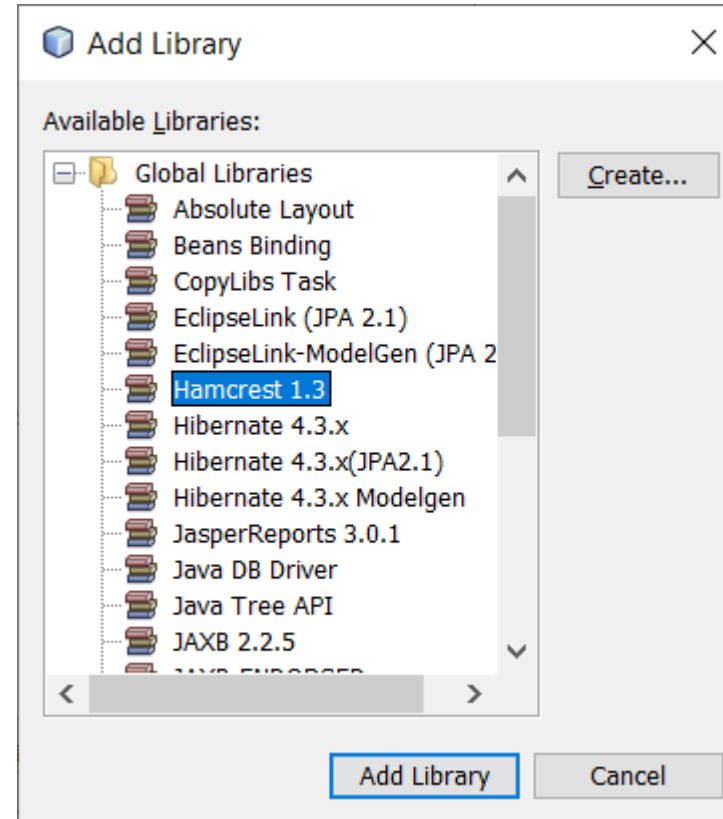 Add Library
Available Libraries:
Global Libraries
Create...
Absolute Layout
Beans Binding
CopyLibs Task
EclipseLink (JPA 2.1)
EclipseLink-ModelGen (JPA 2
Hamcrest 1.3
Hibernate 4.3.x
Hibernate 4.3.x(JPA2.1)
Hibernate 4.3.x Modelgen
JasperReports 3.0.1
Java DB Driver
Java Tree API
JAXB 2.2.5
Add Library
Cancel